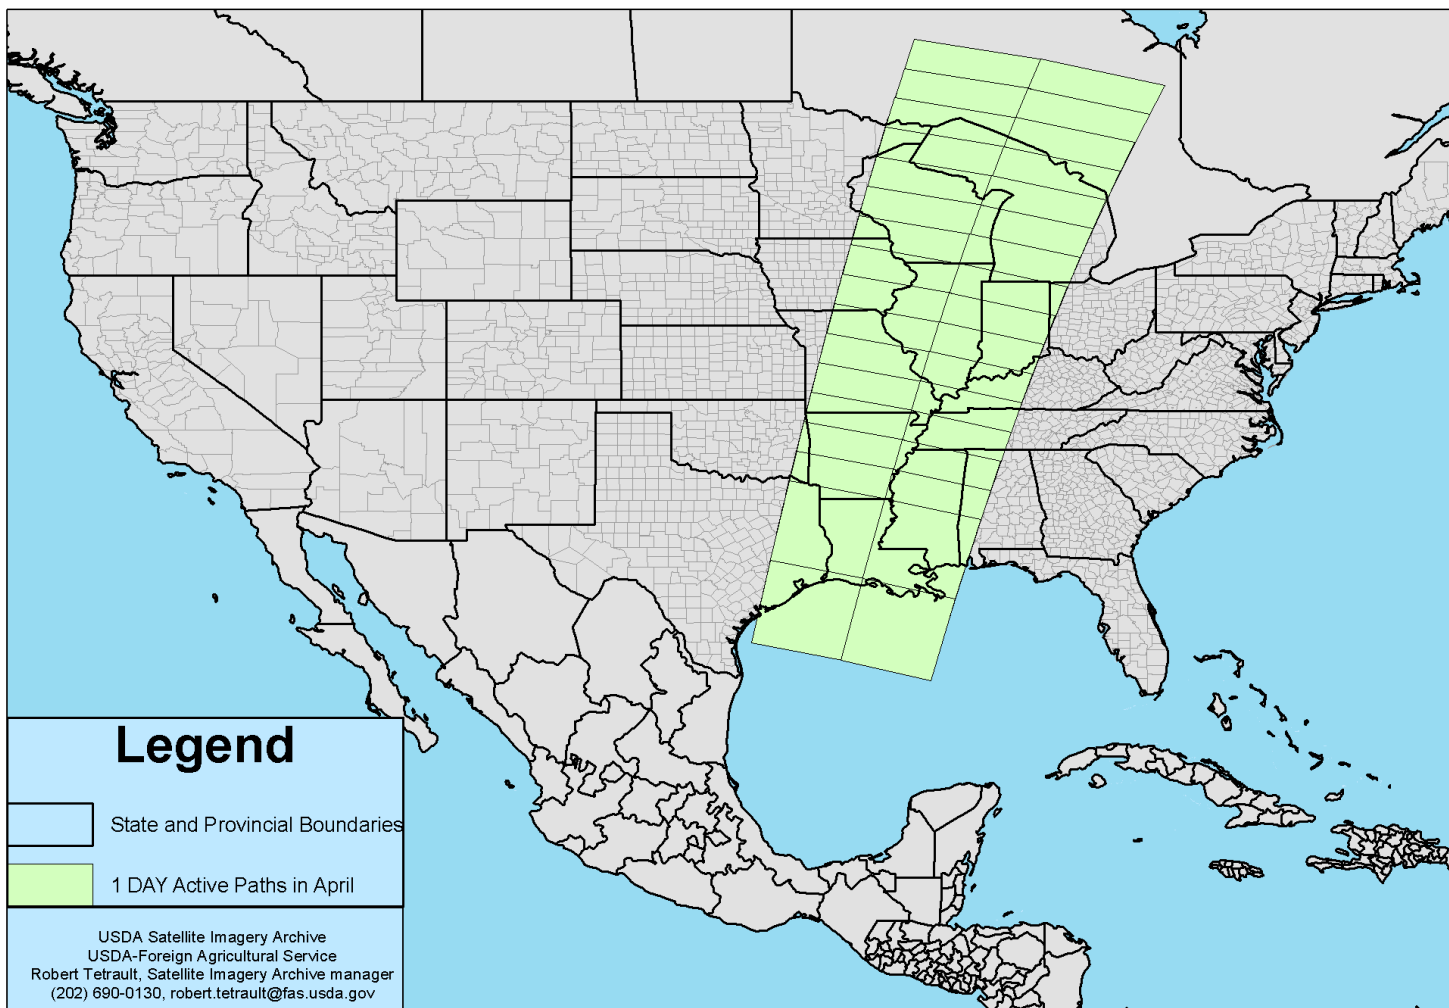 Legend
State and Provincial Boundaries
1 DAY Active Paths in April
USDA Satellite Imagery Archive
USDA-Foreign Agricultural Service
Robert Tetrault, Satellite Imagery Archive manager
(202) 690-0130, robert.tetrault@fas.usda.gov